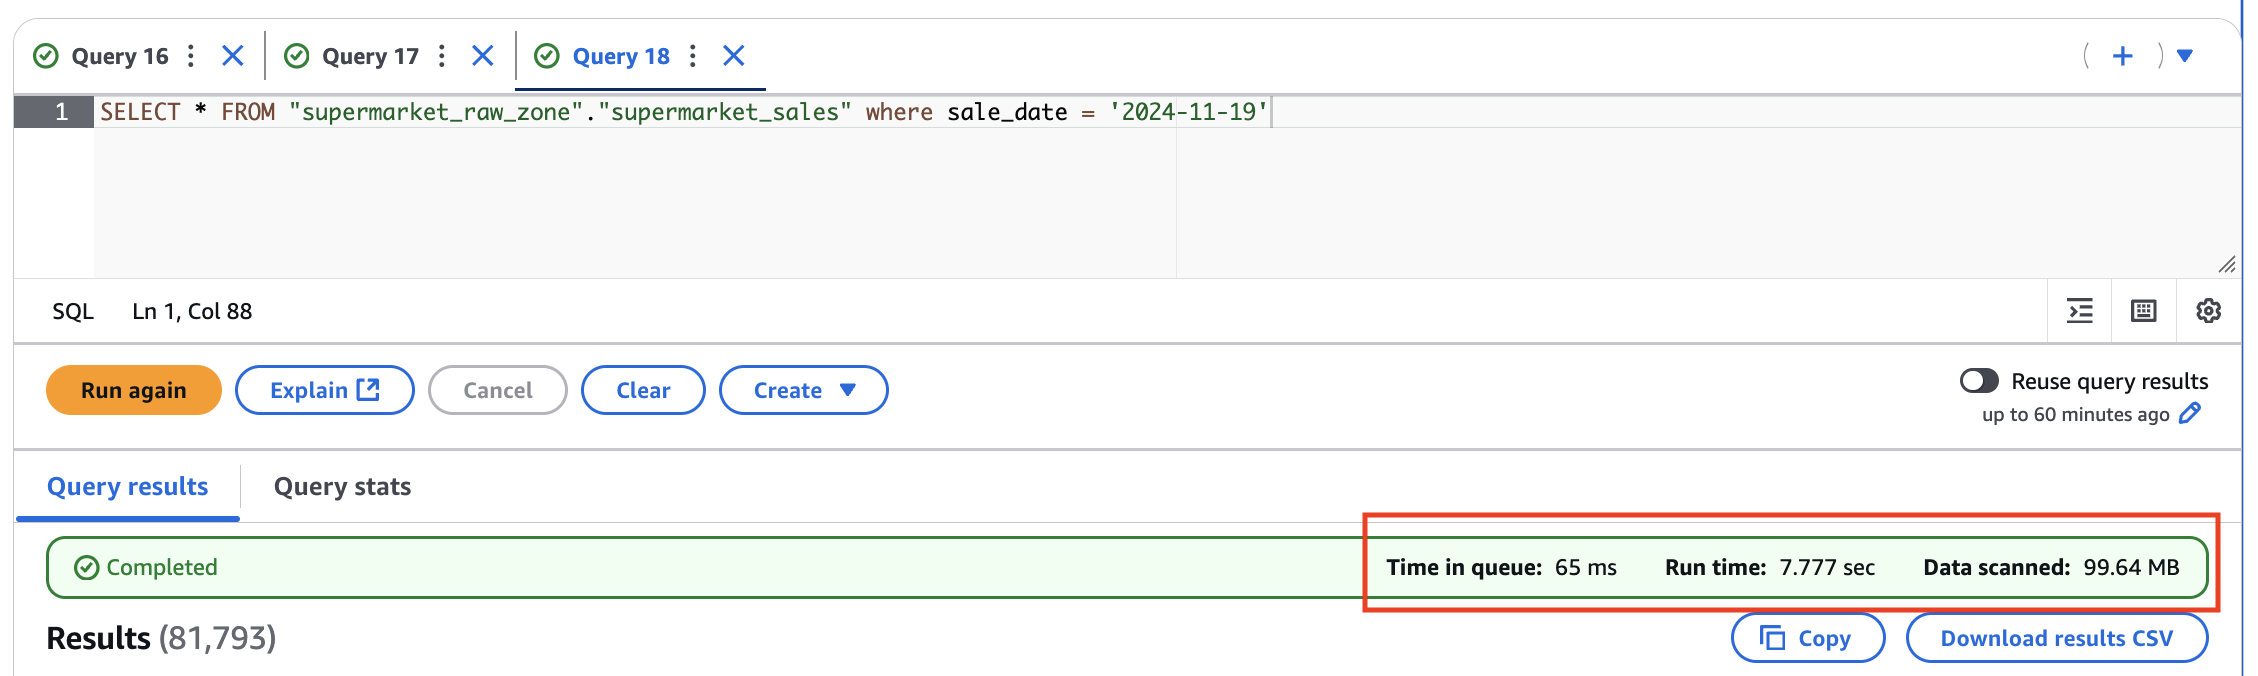 Query 16 Query 17 Query 18
1 SELECT * FROM "supermarket_raw_zone"."supermarket_sales" where sale_date = '2024-11-19'
SQL Ln 1, Col 88
Run again Explain Cancel Clear Create Reuse query results
up to 60 minutes ago
Query results Query stats
Completed Time in queue: 65 ms Run time: 7.777 sec Data scanned: 99.64 MB
Results (81,793) Copy Download results CSV